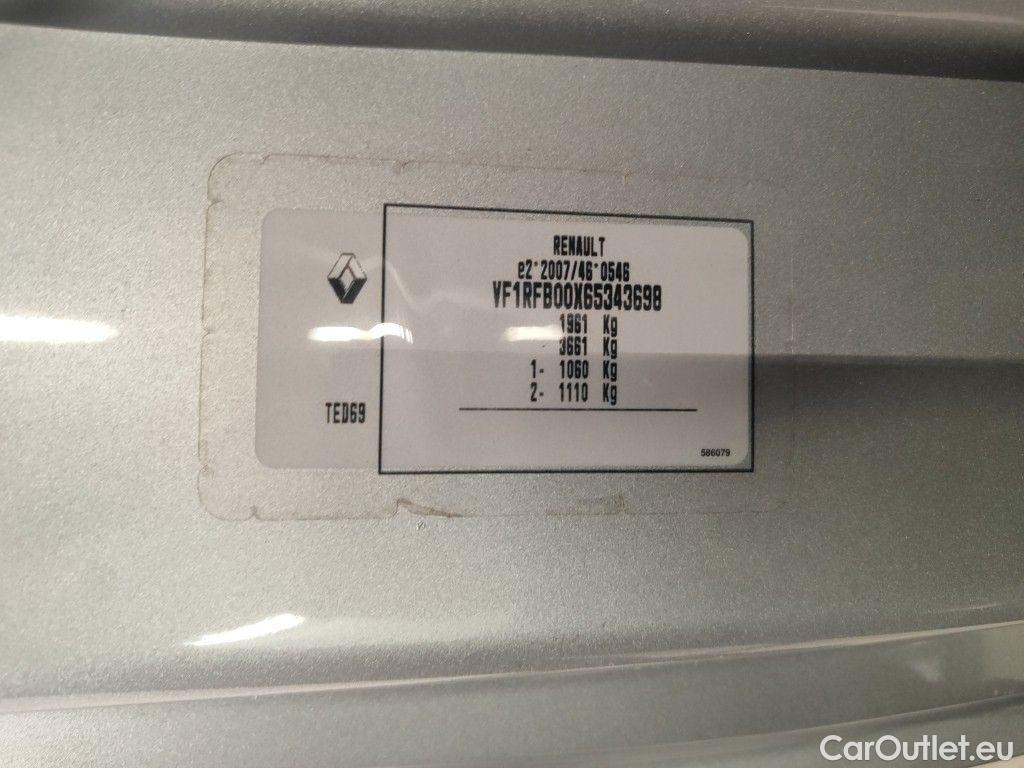 RENAULT
e2*2007/46*0546
VF1RFB00X65343698
1961 Kg
3661 Kg
1- 1060 Kg
2- 1110 Kg
TED69
586079
CarOutlet.eu